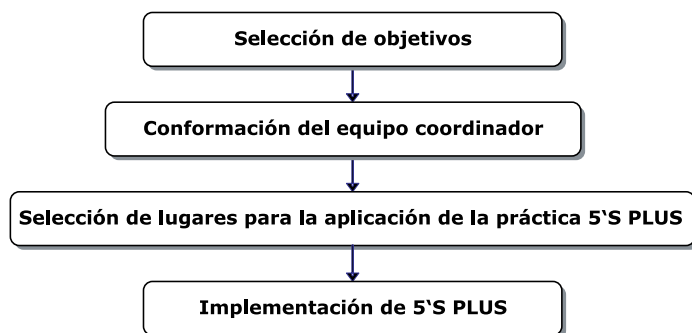 Selección de objetivos
Conformación del equipo coordinador
Selección de lugares para la aplicación de la práctica 5‘S PLUS
Implementación de 5‘S PLUS